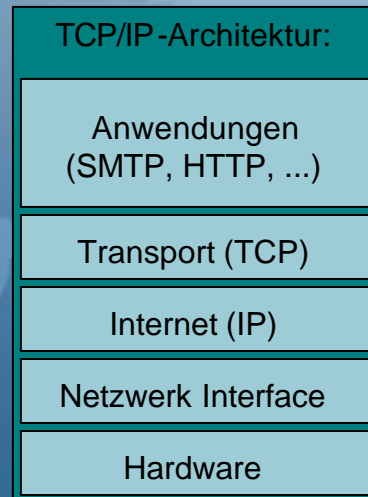 TCP/IP-Architektur:
Anwendungen
(SMTP, HTTP, ...)
Transport (TCP)
Internet (IP)
Netzwerk Interface
Hardware